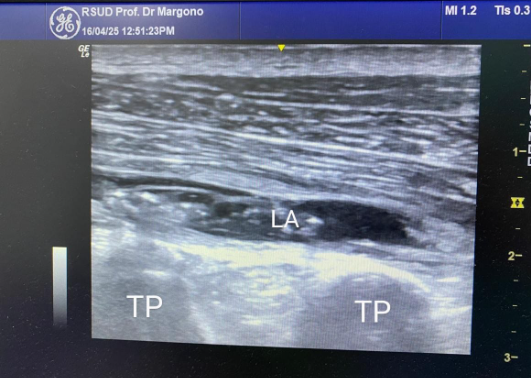 RSUD Prof. Dr Margono
MI 1.2
TIs 0.3
16/04/25 12:51:23PM
GE
1
LA
2
TP
TP
3